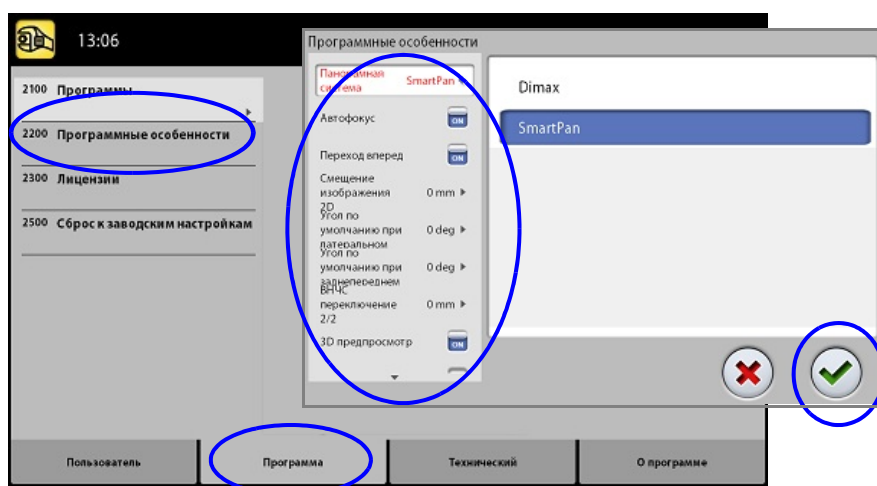 13:06
2100 Программы
2200 Программные особенности
2300 Лицензии
2500 Сброс к заводским настройкам
Программные особенности
Панорамная
система
SmartPan
Автофокус ON
Переход вперед ON
Смещение
изображения 0 mm
2D
Угол по
умолчанию при 0 deg
латеральном
Угол по
умолчанию при 0 deg
заднепереднем
ВНЧС
переключение 0 mm
2/2
3D предпросмотр ON
Dimax
SmartPan
Пользователь Программа Технический О программе